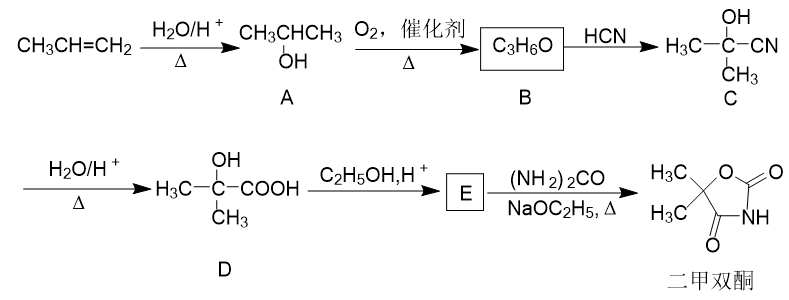 CH3CH=CH2 H2O/H+ Δ CH3CHCH3 OH O2，催化剂 Δ C3H6O HCN OH H3C C CN CH3
A B C
H2O/H+ Δ OH H3C C COOH CH3 C2H5OH,H+ E (NH2)2CO NaOC2H5,Δ H3C H3C O O NH O
D 二甲双酮